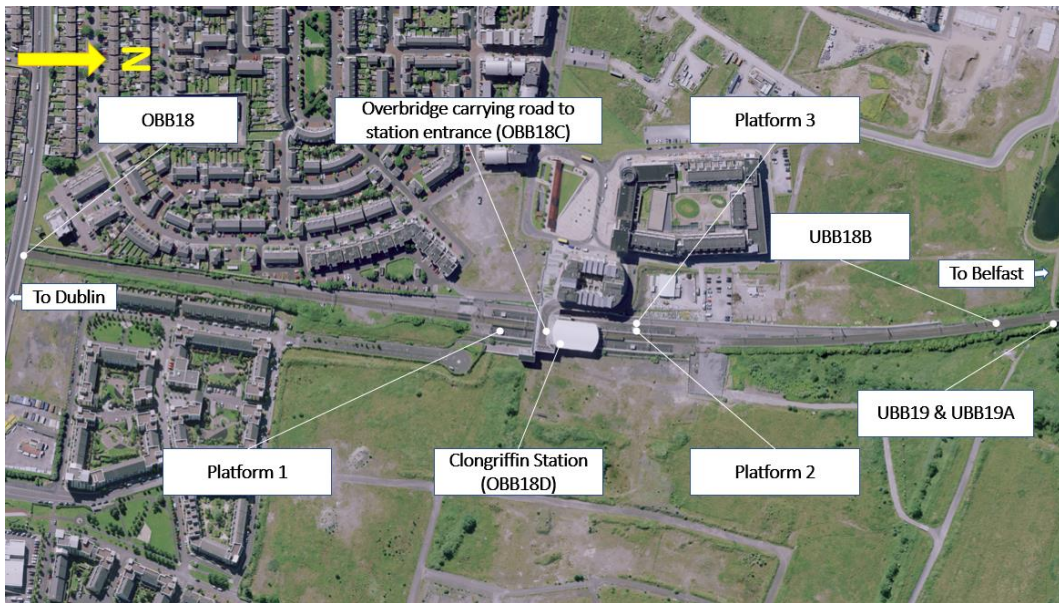 N
OBB18
Overbridge carrying road to
station entrance (OBB18C)
Platform 3
UBB18B
To Belfast
To Dublin
UBB19 & UBB19A
Platform 1
Clongriffin Station
(OBB18D)
Platform 2